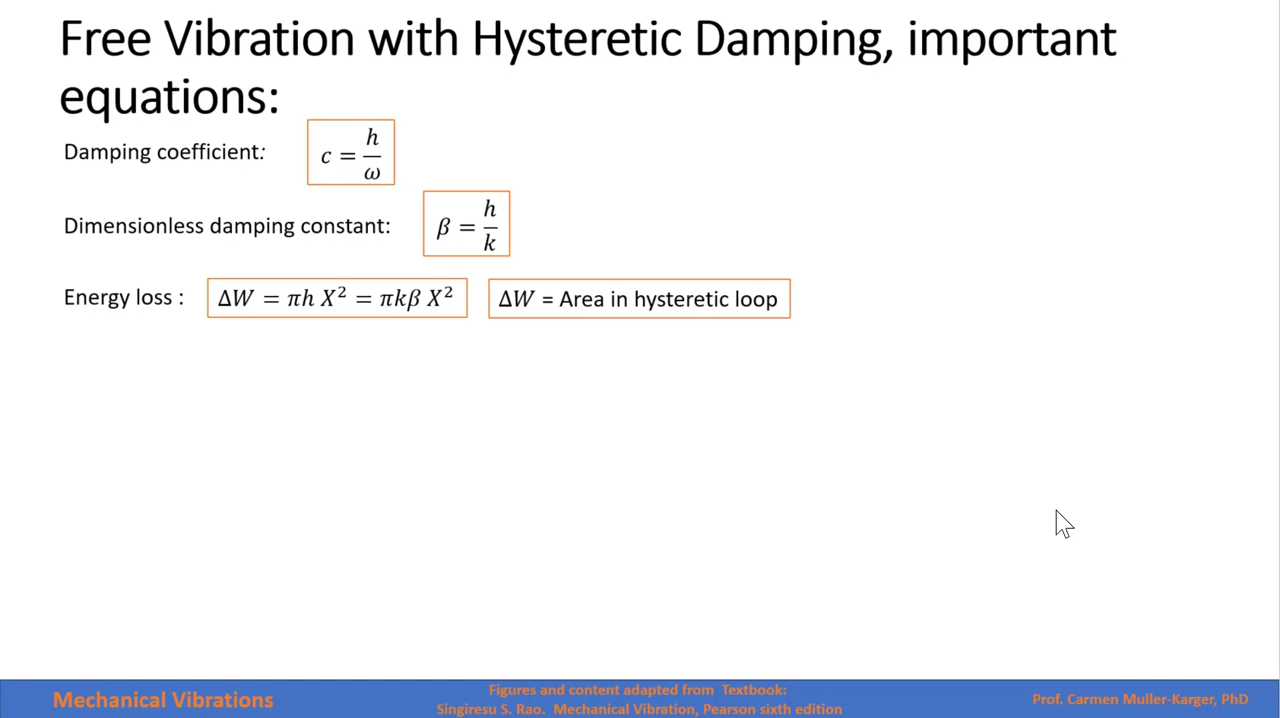 Free Vibration with Hysteretic Damping, important
equations:
Damping coefficient: c = h/ω
Dimensionless damping constant: β = h/k
Energy loss : ΔW = πh X² = πkβ X² ΔW = Area in hysteretic loop
Mechanical Vibrations
Figures and content adapted from Textbook:
Singiresu S. Rao. Mechanical Vibration, Pearson sixth edition
Prof. Carmen Muller-Karger, PhD